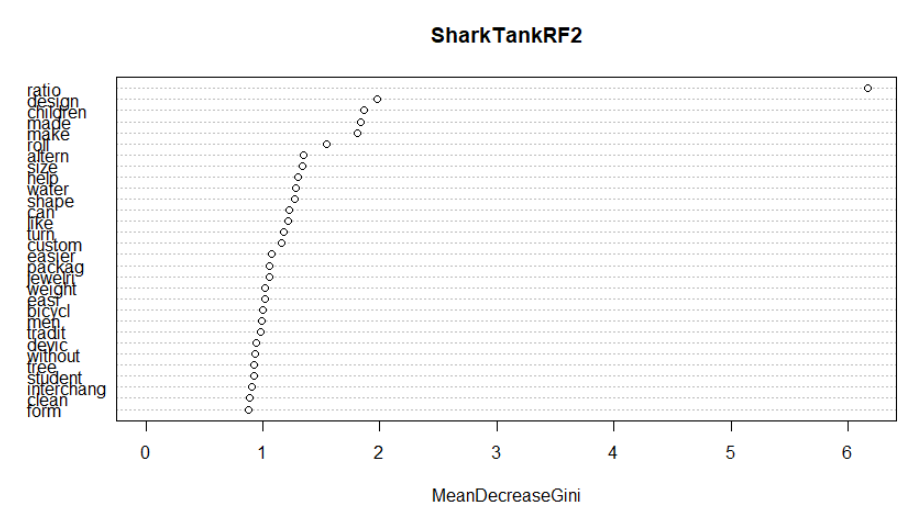 SharkTankRF2
ratio
design
children
made
make
roll
altern
size
help
water
shape
can
like
turn
custom
easier
packag
jewelri
weight
easi
bicycl
men
tradit
devic
without
tree
student
interchang
clean
form
0 1 2 3 4 5 6
MeanDecreaseGini